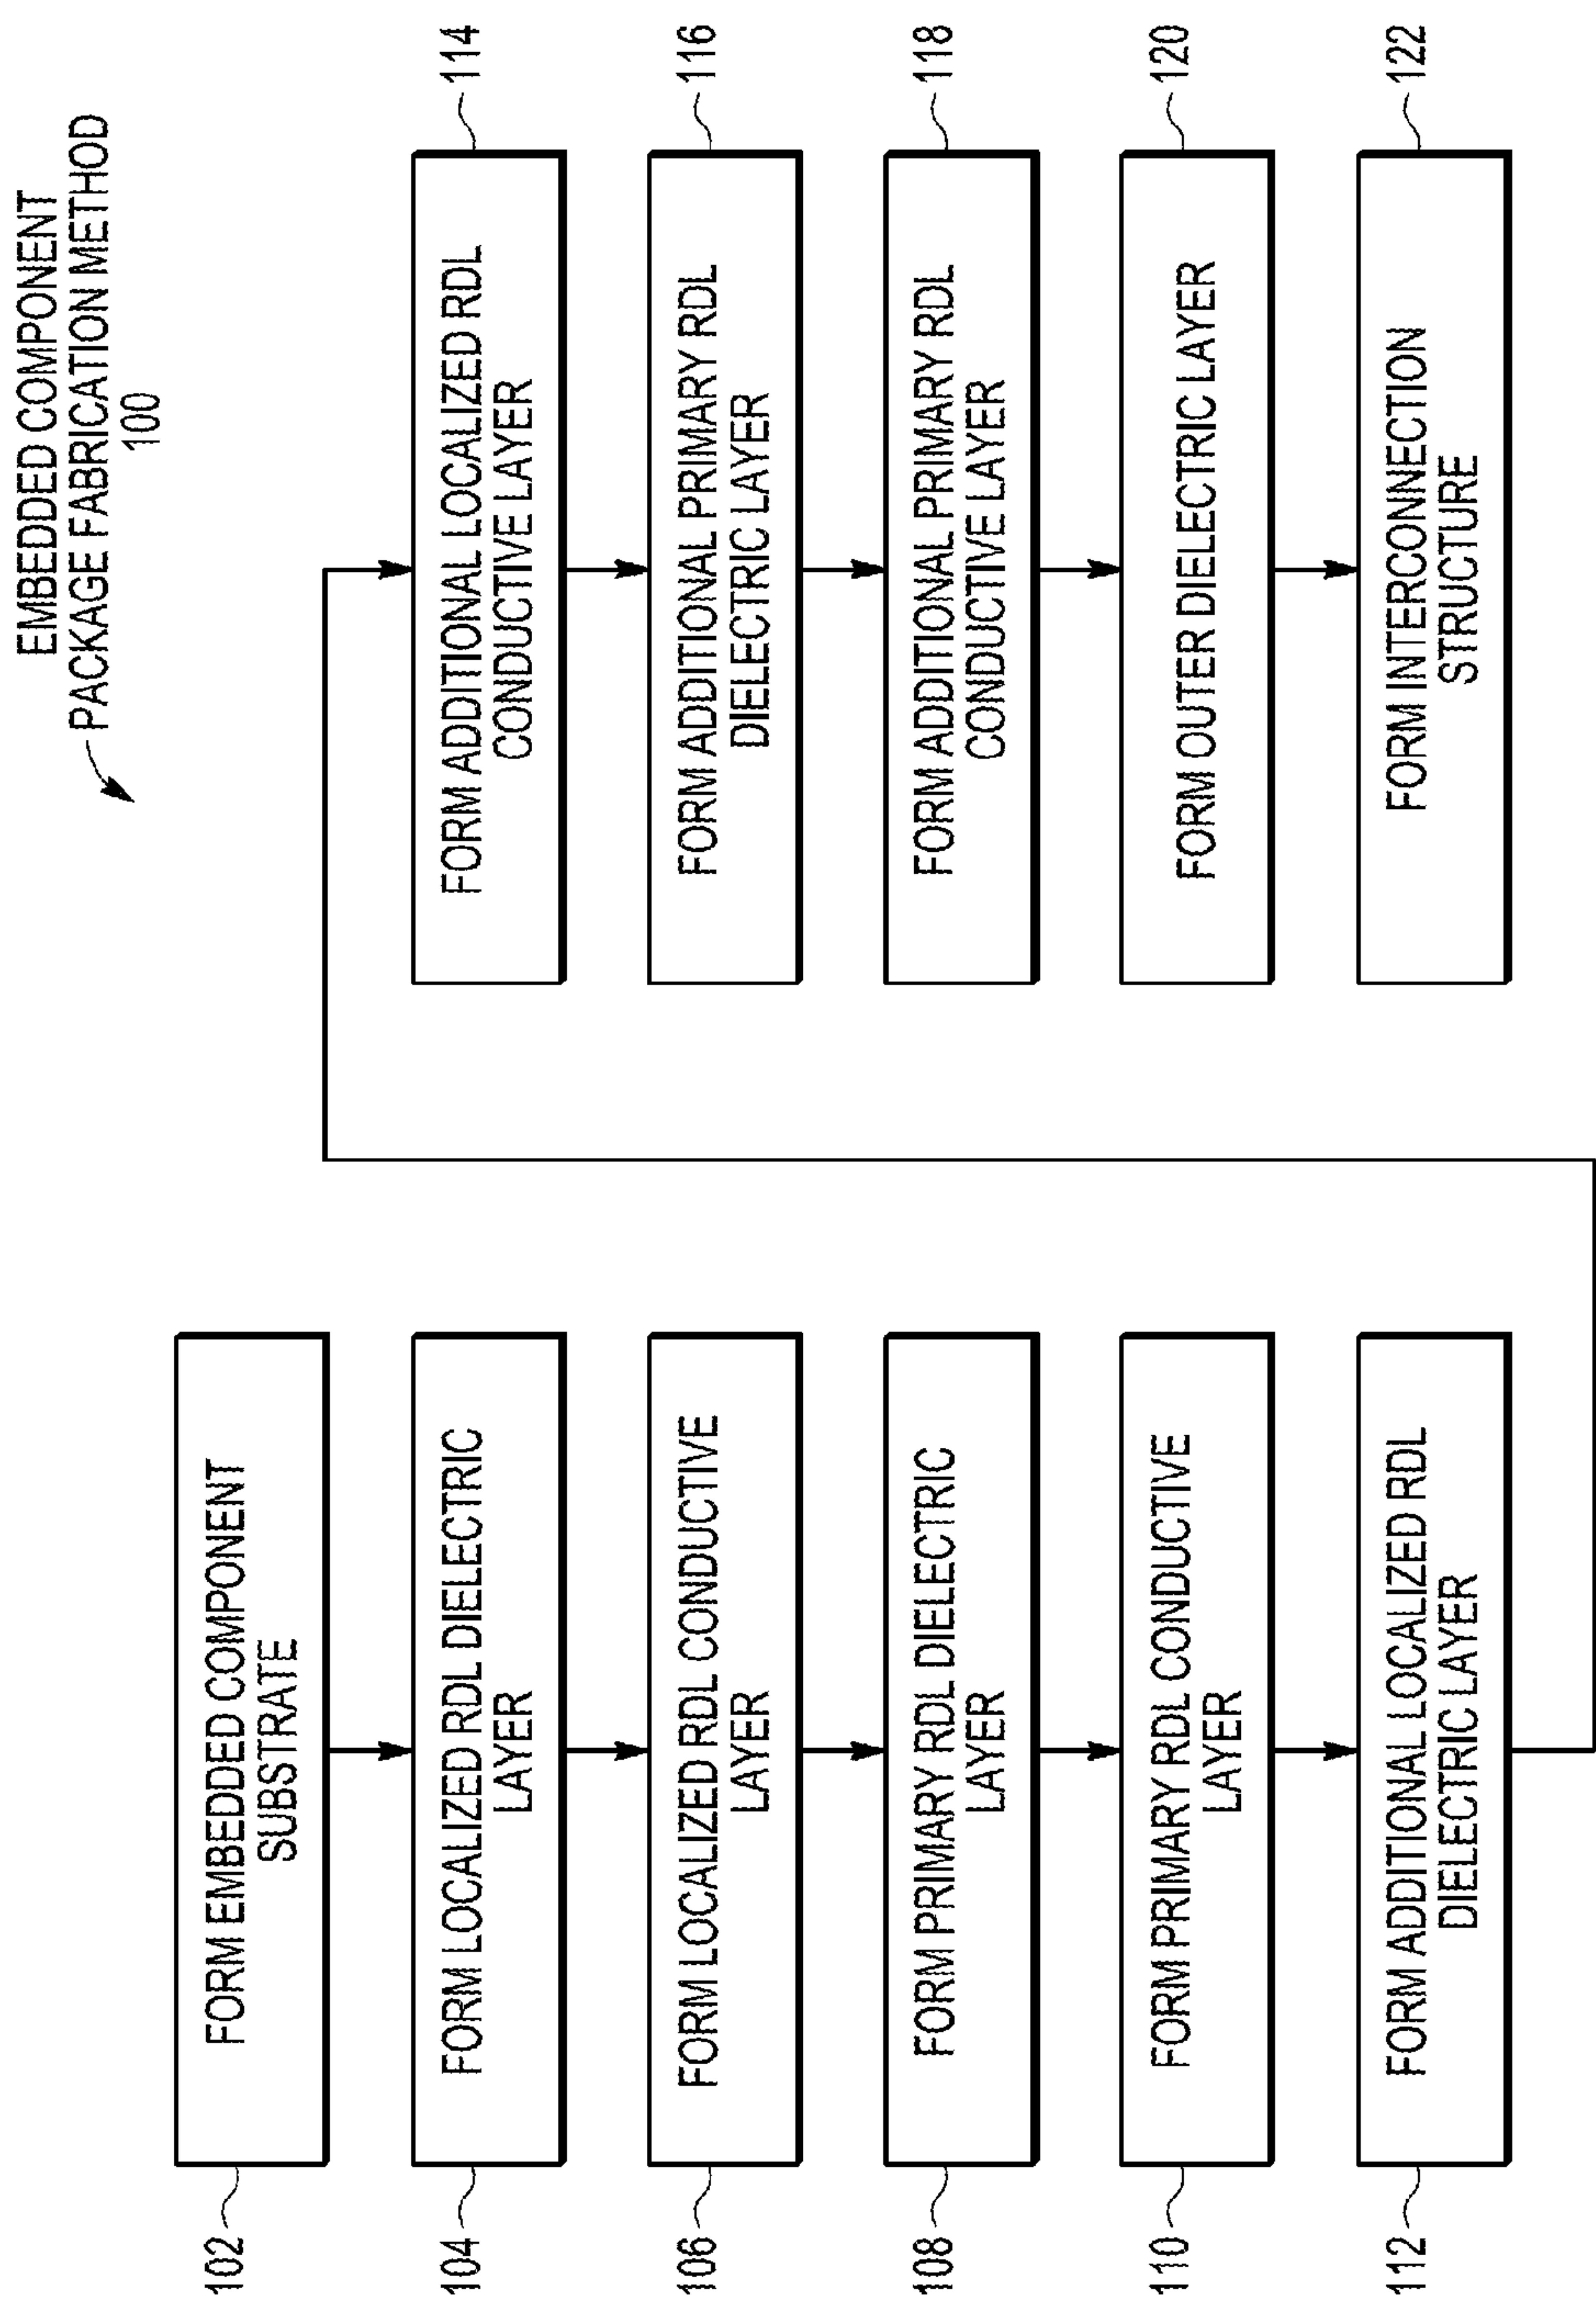 EMBEDDED COMPONENT
PACKAGE FABRICATION METHOD
100
102
FORM EMBEDDED COMPONENT
SUBSTRATE
104
FORM LOCALIZED RDL DIELECTRIC
LAYER
106
FORM LOCALIZED RDL CONDUCTIVE
LAYER
108
FORM PRIMARY RDL DIELECTRIC
LAYER
110
FORM PRIMARY RDL CONDUCTIVE
LAYER
112
FORM ADDITIONAL LOCALIZED RDL
DIELECTRIC LAYER
114
FORM ADDITIONAL LOCALIZED RDL
CONDUCTIVE LAYER
116
FORM ADDITIONAL PRIMARY RDL
DIELECTRIC LAYER
118
FORM ADDITIONAL PRIMARY RDL
CONDUCTIVE LAYER
120
FORM OUTER DIELECTRIC LAYER
122
FORM INTERCONNECTION
STRUCTURE